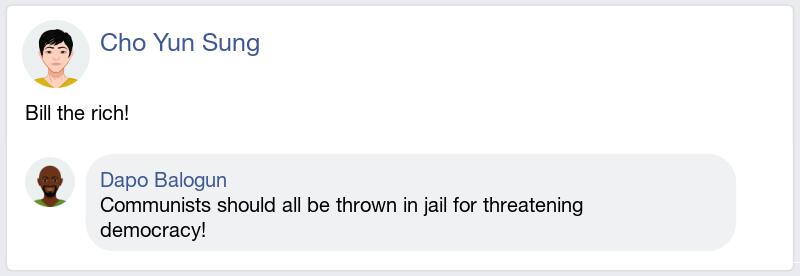 Cho Yun Sung
Bill the rich!
Dapo Balogun
Communists should all be thrown in jail for threatening
democracy!